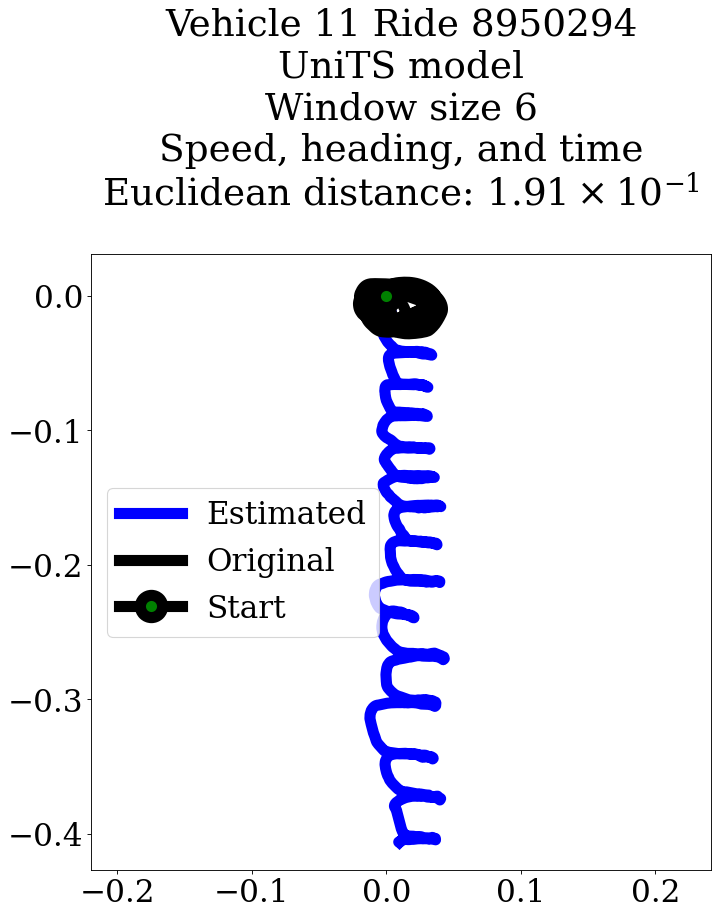 Vehicle 11 Ride 8950294
UniTS model
Window size 6
Speed, heading, and time
Euclidean distance: 1.91 × 10⁻¹
0.0
−0.1
−0.2
−0.3
−0.4
Estimated
Original
Start
−0.2 −0.1 0.0 0.1 0.2